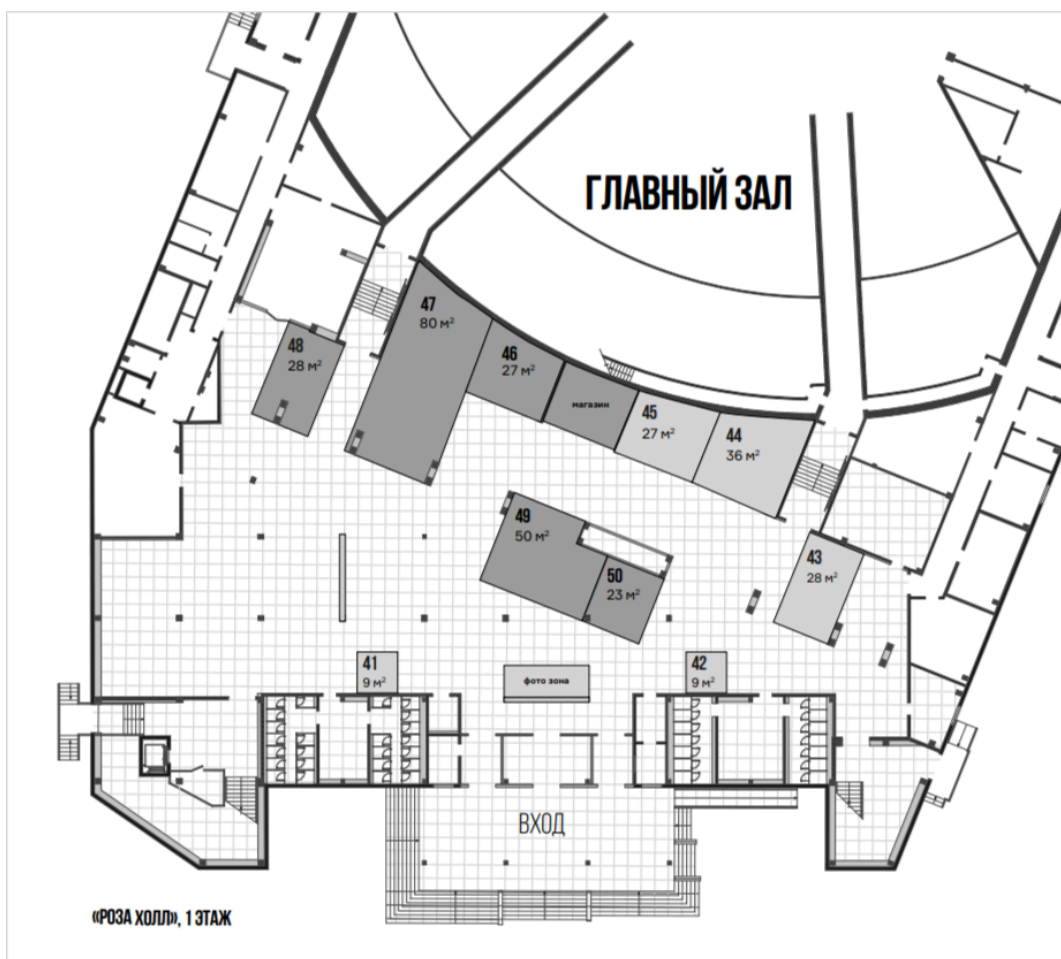 ГЛАВНЫЙ ЗАЛ
47
80 м²
48
28 м²
46
27 м²
магазин
45
27 м²
44
36 м²
49
50 м²
50
23 м²
43
28 м²
41
9 м²
фото зона
42
9 м²
ВХОД
«РОЗА ХОЛЛ», 1 ЭТАЖ